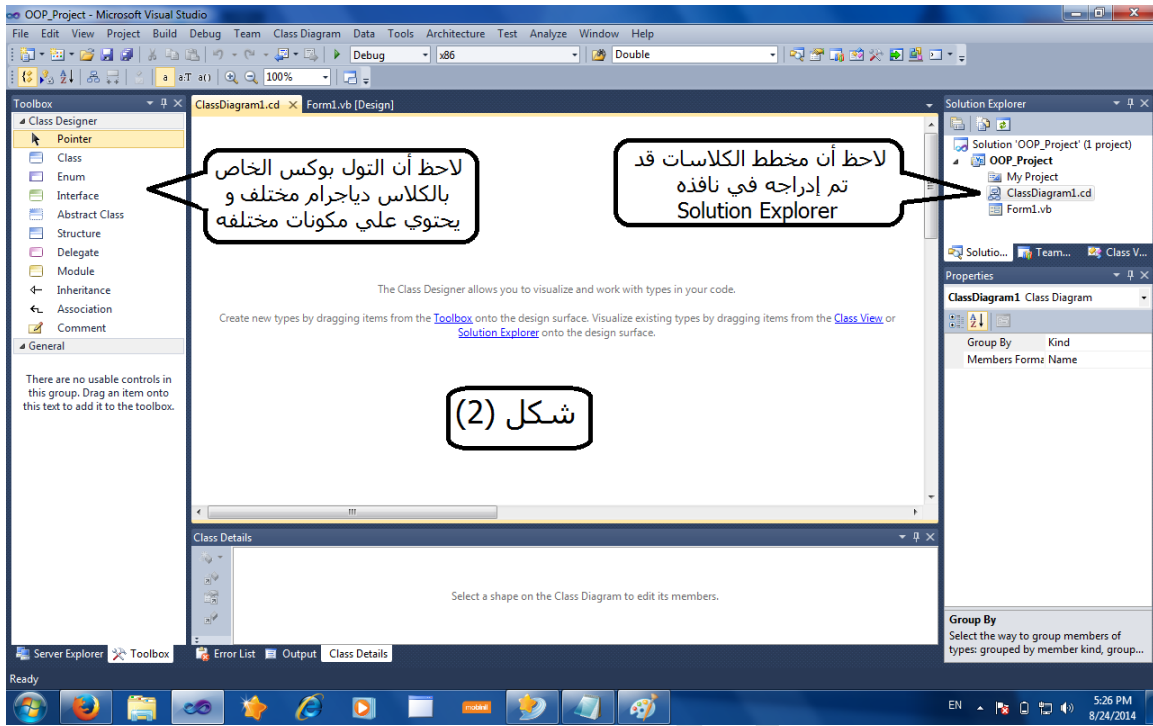 OOP_Project - Microsoft Visual Studio
File Edit View Project Build Debug Team Class Diagram Data Tools Architecture Test Analyze Window Help
Debug x86 Double
a a:T a() 100%
Toolbox
Class Designer
Pointer
Class
Enum
Interface
Abstract Class
Structure
Delegate
Module
Inheritance
Association
Comment
General
There are no usable controls in
this group. Drag an item onto
this text to add it to the toolbox.
Server Explorer Toolbox
ClassDiagram1.cd Form1.vb [Design]
لاحظ أن التول بوكس الخاص
بالكلاس دياجرام مختلف و
يحتوي علي مكونات مختلفه
لاحظ أن مخطط الكلاسات قد
تم إدراجه في نافذه
Solution Explorer
The Class Designer allows you to visualize and work with types in your code.
Create new types by dragging items from the Toolbox onto the design surface. Visualize existing types by dragging items from the Class View or
Solution Explorer onto the design surface.
شكل (2)
Class Details
Select a shape on the Class Diagram to edit its members.
Error List Output Class Details
Solution Explorer
Solution 'OOP_Project' (1 project)
OOP_Project
My Project
ClassDiagram1.cd
Form1.vb
Solutio... Team... Class V...
Properties
ClassDiagram1 Class Diagram
Group By Kind
Members Forma Name
Group By
Select the way to group members of
types: grouped by member kind, group...
Ready
mobinil
EN 5:26 PM
8/24/2014